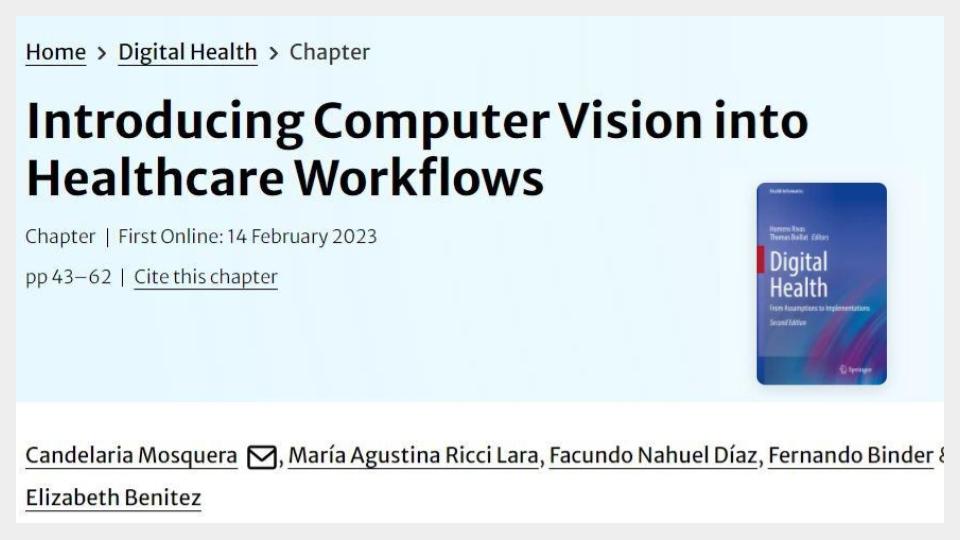 Home > Digital Health > Chapter
Introducing Computer Vision into
Healthcare Workflows
Chapter | First Online: 14 February 2023
pp 43–62 | Cite this chapter
Health Informatics
Homero Rivas
Thomas Boillat Editors
Digital
Health
From Assumptions to Implementations
Second Edition
Springer
Candelaria Mosquera, María Agustina Ricci Lara, Facundo Nahuel Díaz, Fernando Binder &
Elizabeth Benitez